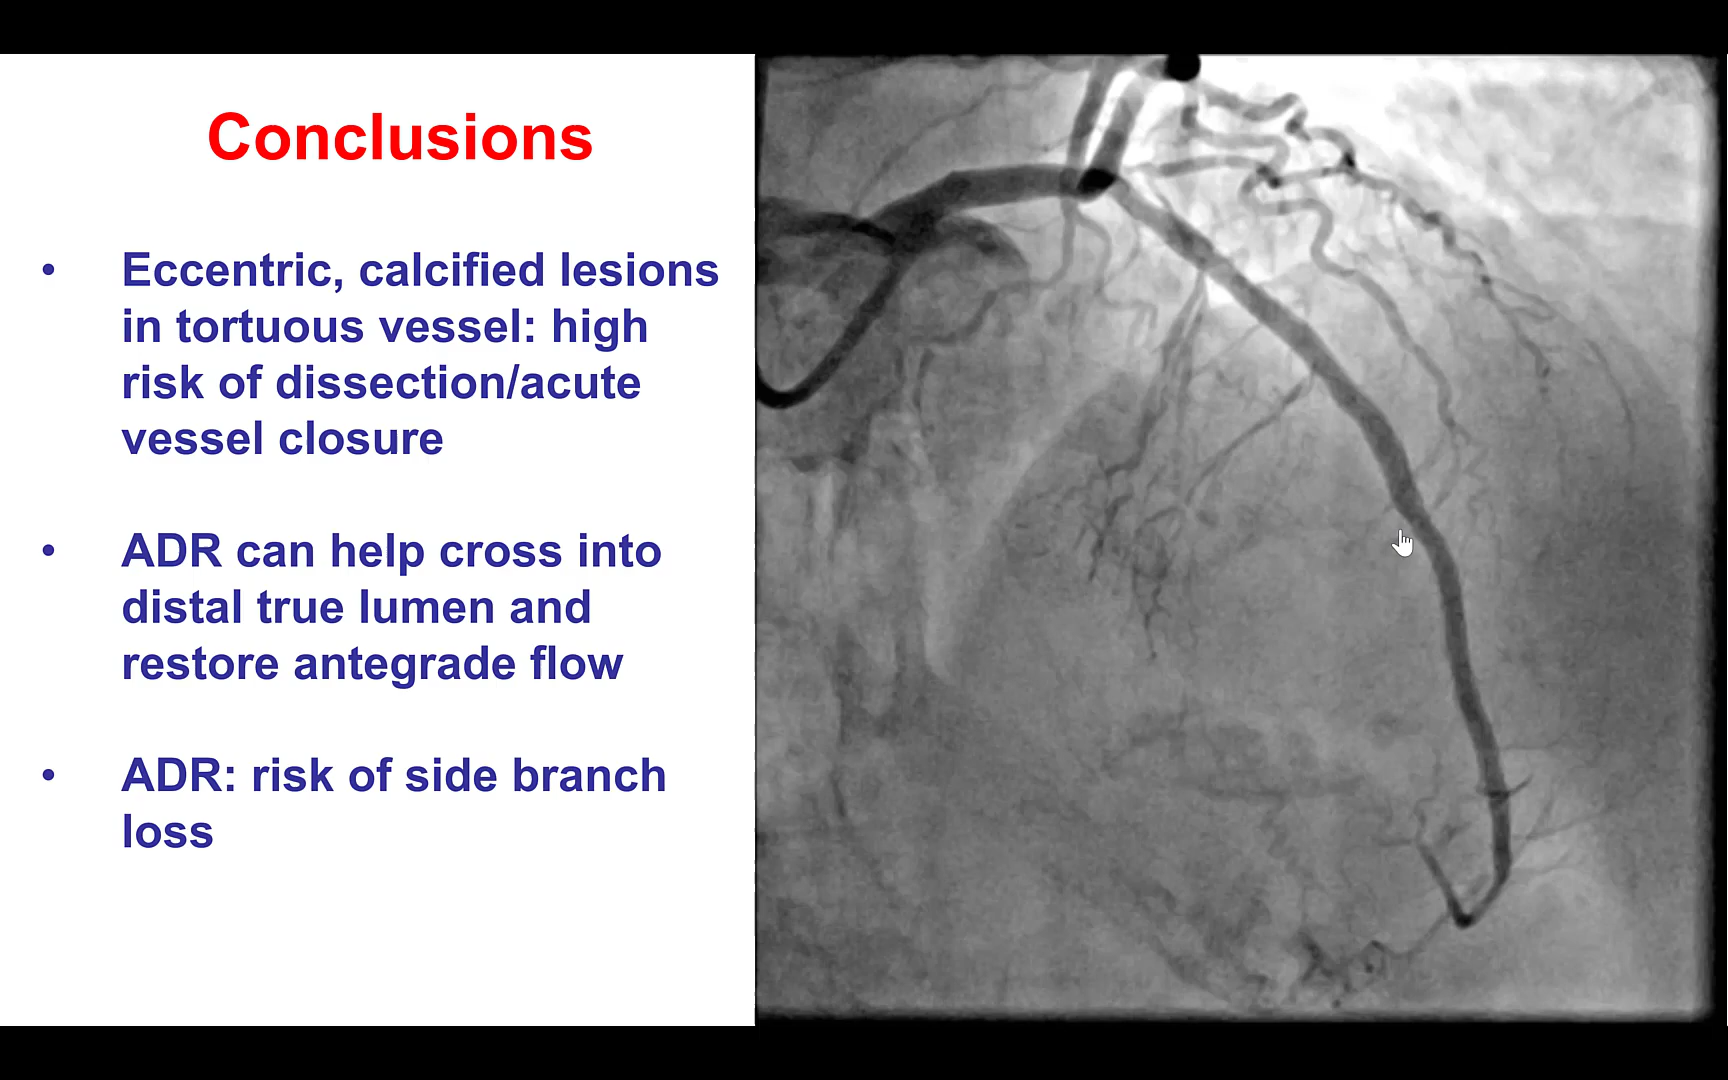 Conclusions
• Eccentric, calcified lesions
in tortuous vessel: high
risk of dissection/acute
vessel closure
• ADR can help cross into
distal true lumen and
restore antegrade flow
• ADR: risk of side branch
loss